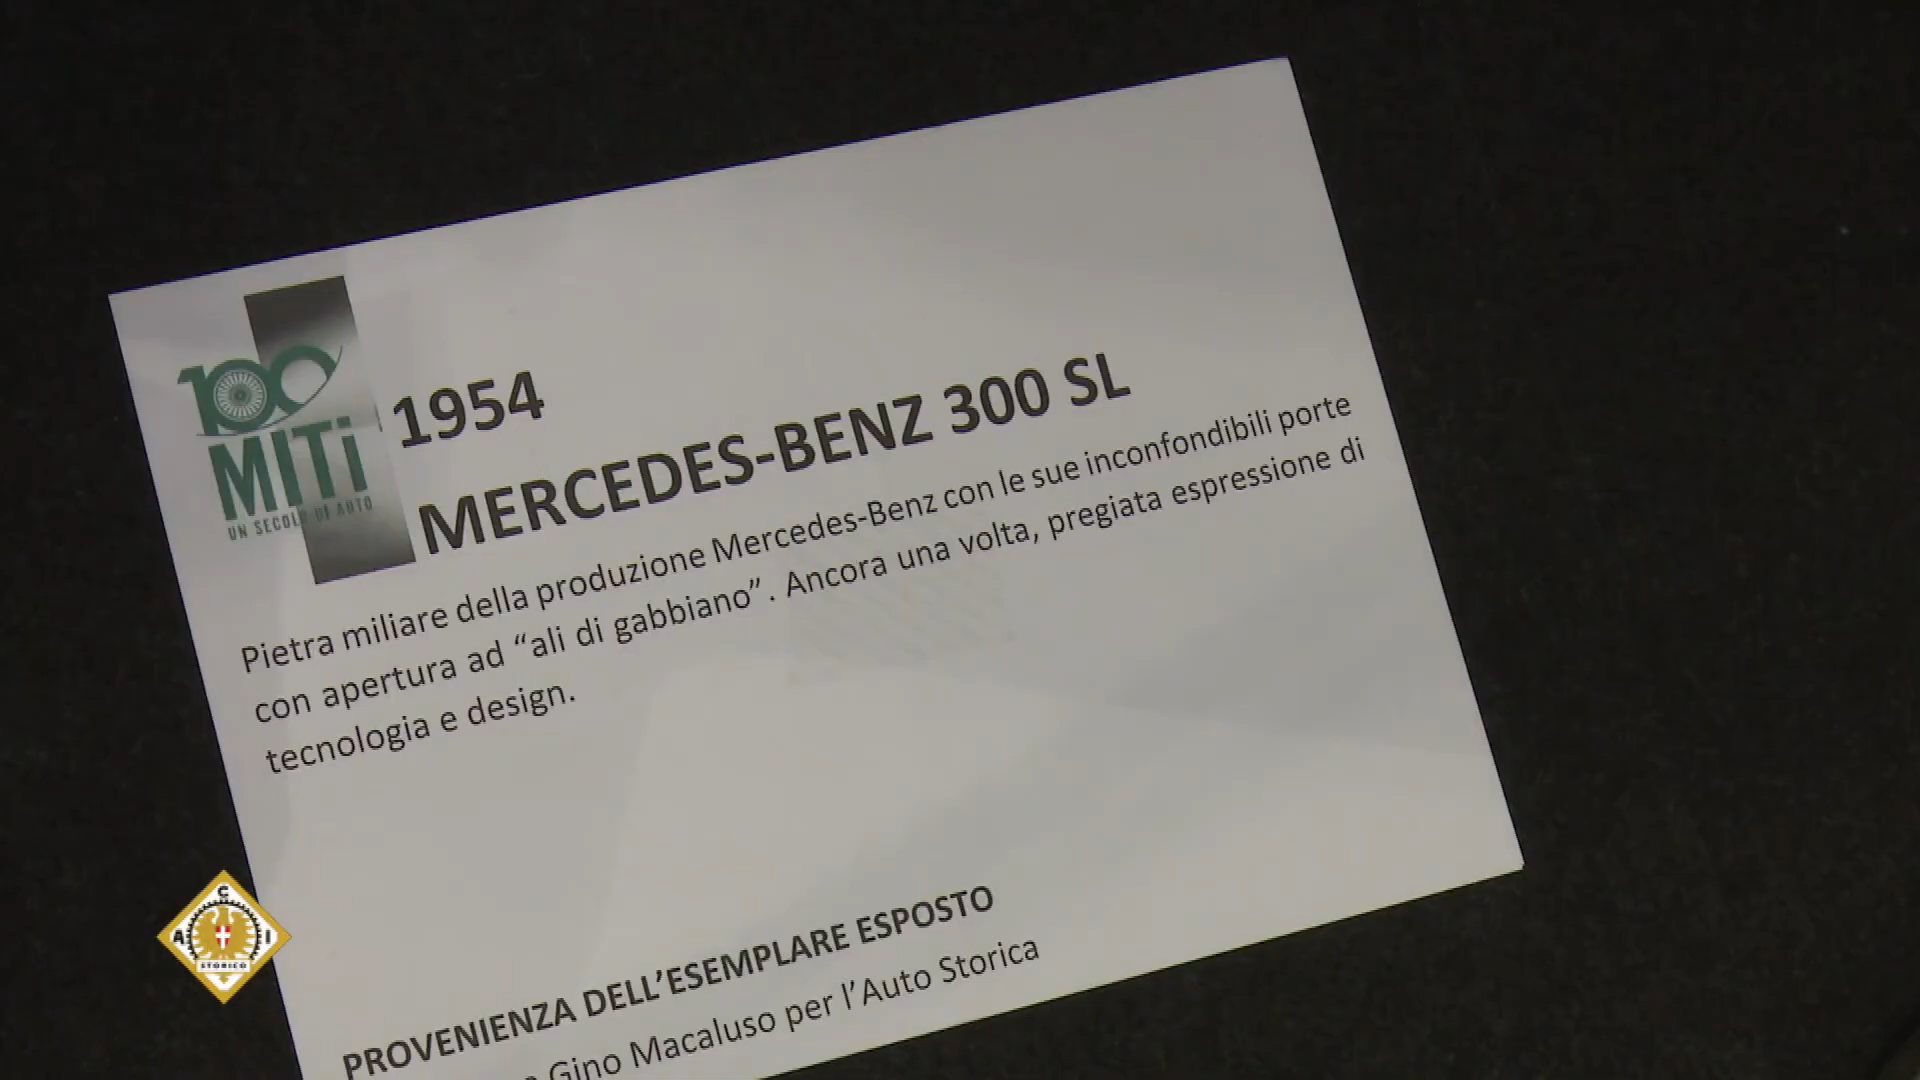 100
MITi
UN SECOLO DI AUTO
1954
MERCEDES-BENZ 300 SL
Pietra miliare della produzione Mercedes-Benz con le sue inconfondibili porte
con apertura ad “ali di gabbiano”. Ancora una volta, pregiata espressione di
tecnologia e design.
PROVENIENZA DELL’ESEMPLARE ESPOSTO
Gino Macaluso per l’Auto Storica
A C I
STORICO